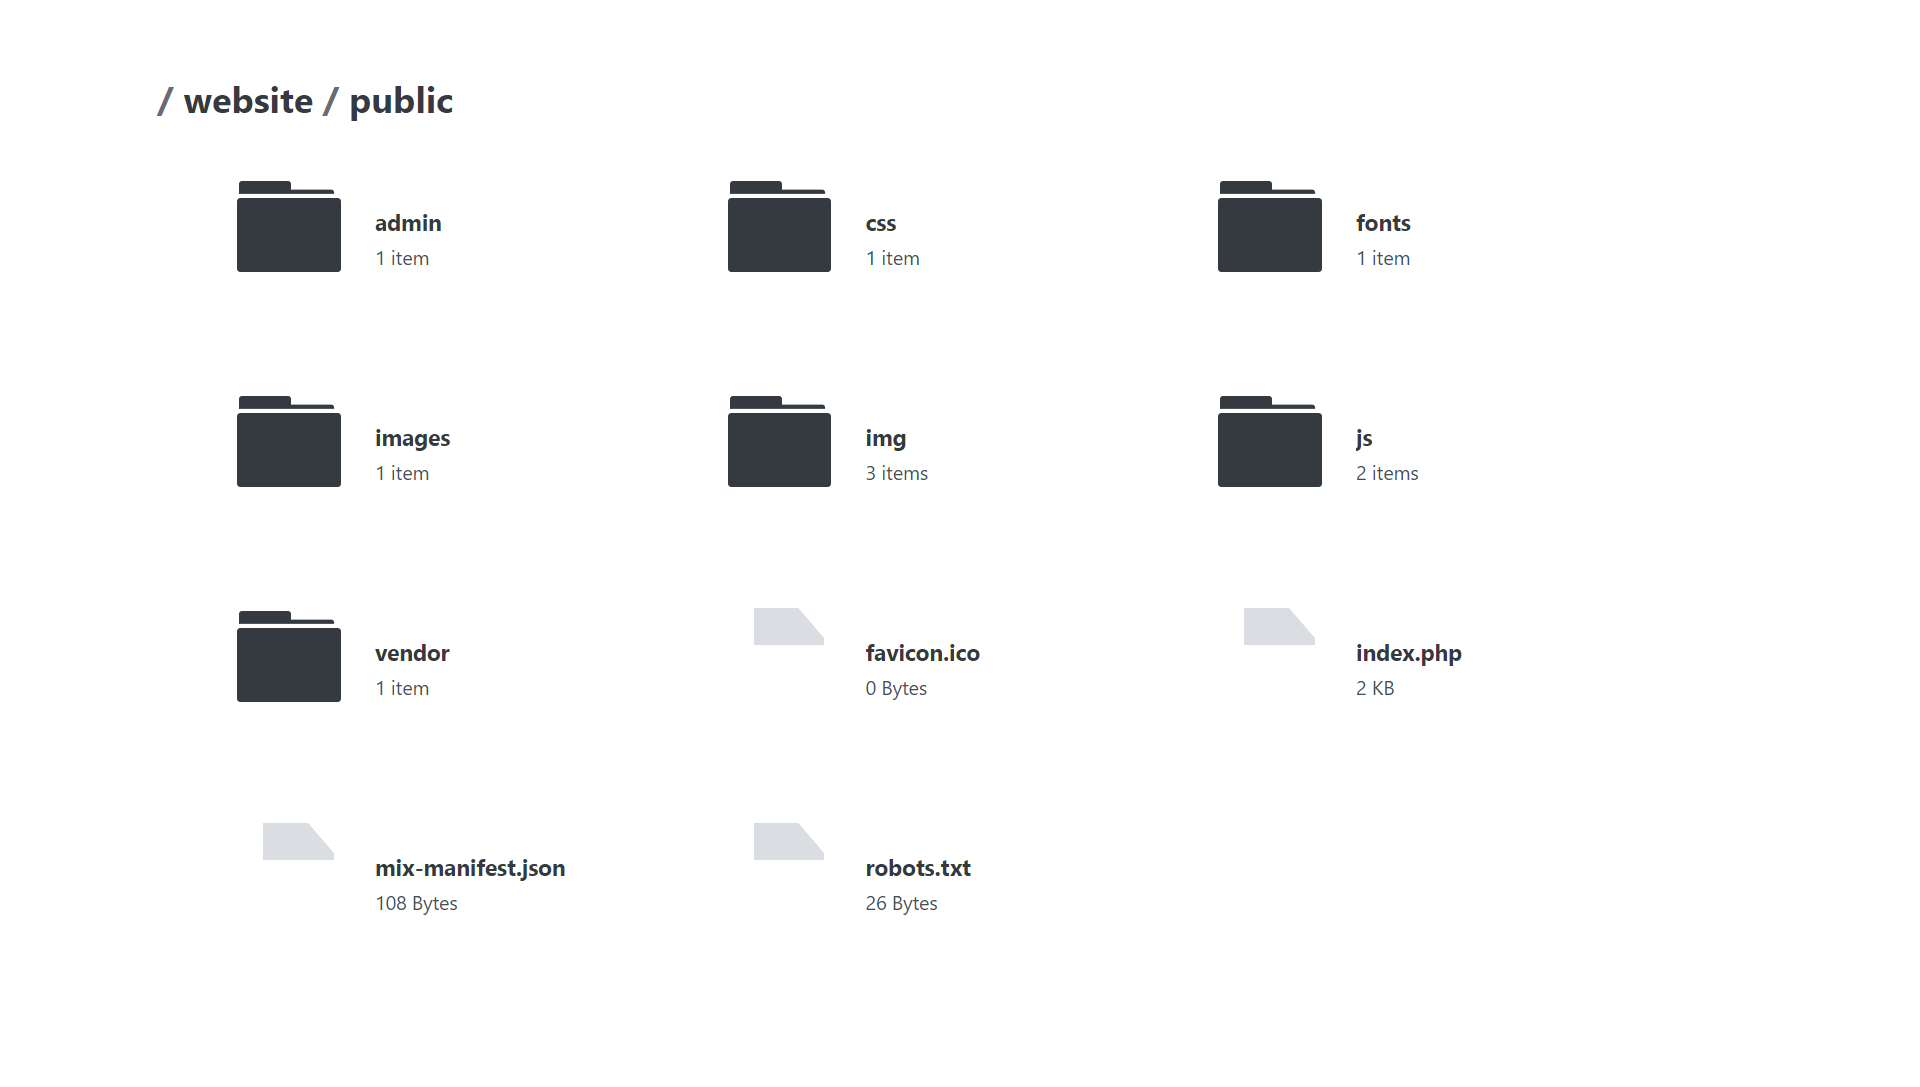 / website / public
admin
1 item
css
1 item
fonts
1 item
images
1 item
img
3 items
js
2 items
vendor
1 item
favicon.ico
0 Bytes
index.php
2 KB
mix-manifest.json
108 Bytes
robots.txt
26 Bytes